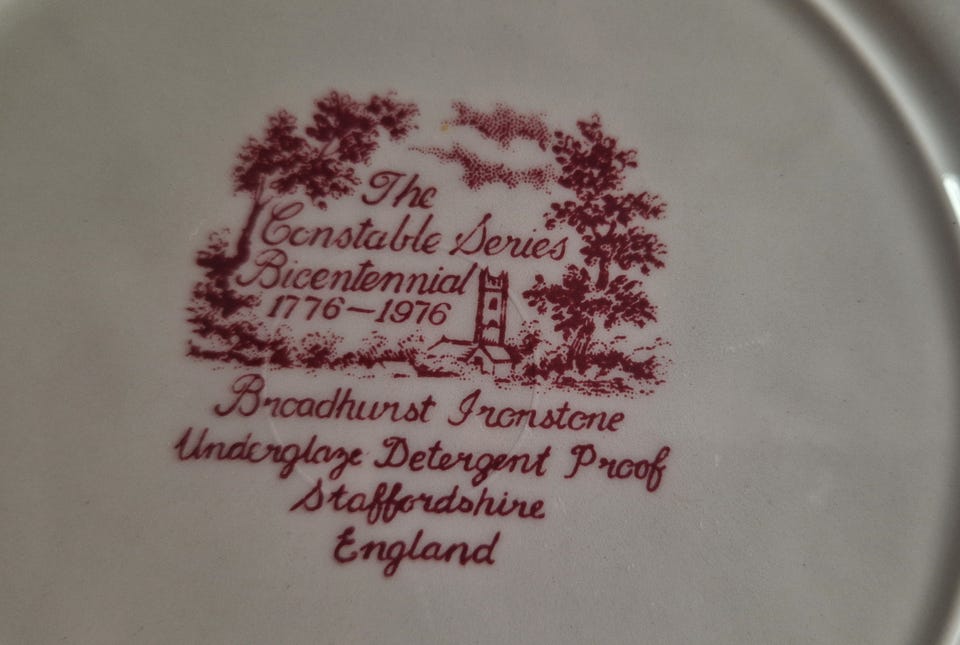 The
Constable Series
Bicentennial
1776-1976
Broadhurst Ironstone
Underglaze Detergent Proof
Staffordshire
England